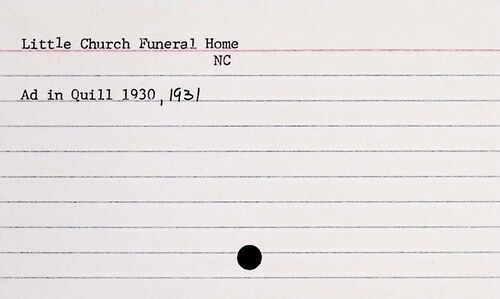 Little Church Funeral Home
NC
Ad in Quill 1930, 1931